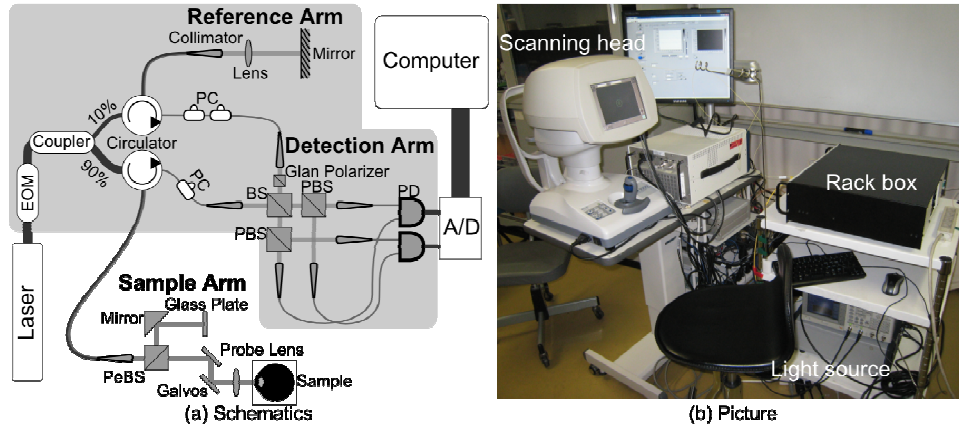 Reference Arm
Collimator
Lens
Mirror
Computer
10%
PC
Coupler
Circulator
90%
PC
EOM
Detection Arm
Glan Polarizer
BS
PBS
PD
PBS
A/D
Laser
Sample Arm
Mirror
Glass Plate
PeBS
Galvos
Probe Lens
Sample
(a) Schematics
Scanning head
Rack box
Light source
(b) Picture